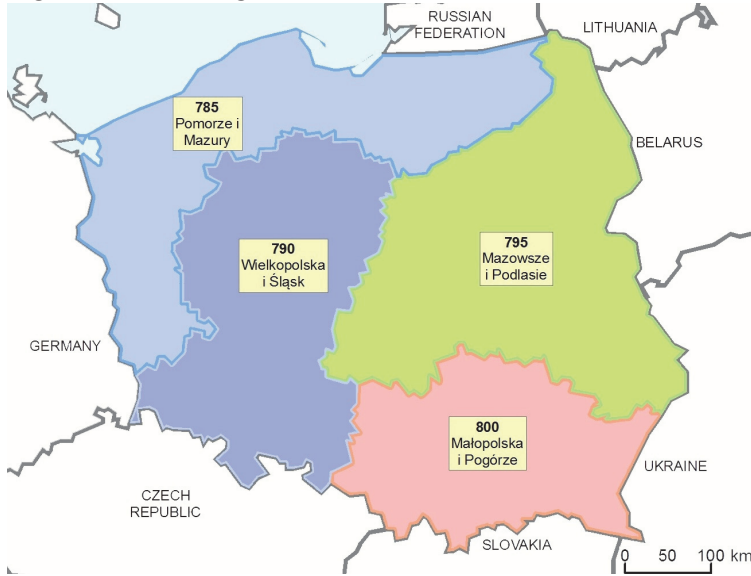 RUSSIAN
FEDERATION
LITHUANIA
785
Pomorze i
Mazury
BELARUS
790
Wielkopolska
i Śląsk
795
Mazowsze
i Podlasie
GERMANY
800
Małopolska
i Pogórze
UKRAINE
CZECH
REPUBLIC
SLOVAKIA
0 50 100 km